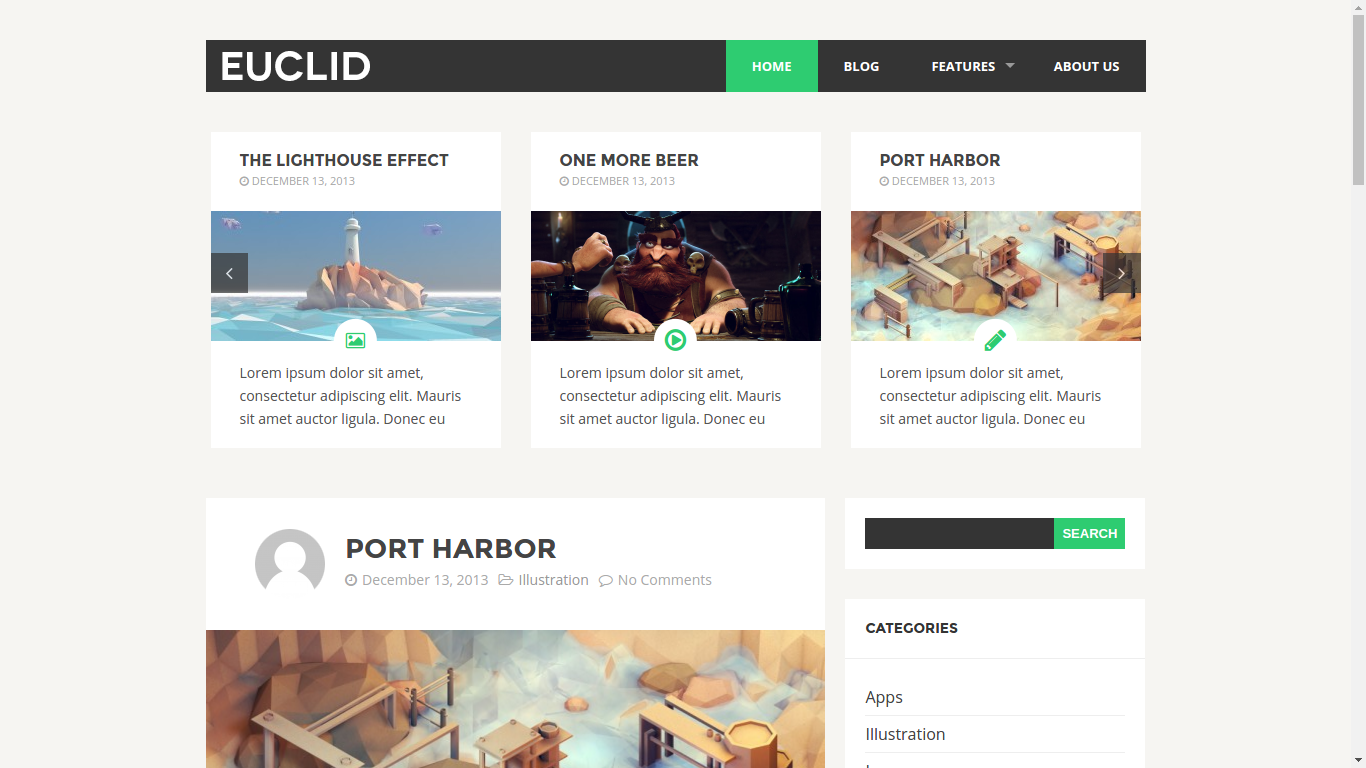 EUCLID
HOME
BLOG
FEATURES
ABOUT US
THE LIGHTHOUSE EFFECT
DECEMBER 13, 2013
Lorem ipsum dolor sit amet,
consectetur adipiscing elit. Mauris
sit amet auctor ligula. Donec eu
ONE MORE BEER
DECEMBER 13, 2013
Lorem ipsum dolor sit amet,
consectetur adipiscing elit. Mauris
sit amet auctor ligula. Donec eu
PORT HARBOR
DECEMBER 13, 2013
Lorem ipsum dolor sit amet,
consectetur adipiscing elit. Mauris
sit amet auctor ligula. Donec eu
PORT HARBOR
December 13, 2013 Illustration No Comments
SEARCH
CATEGORIES
Apps
Illustration